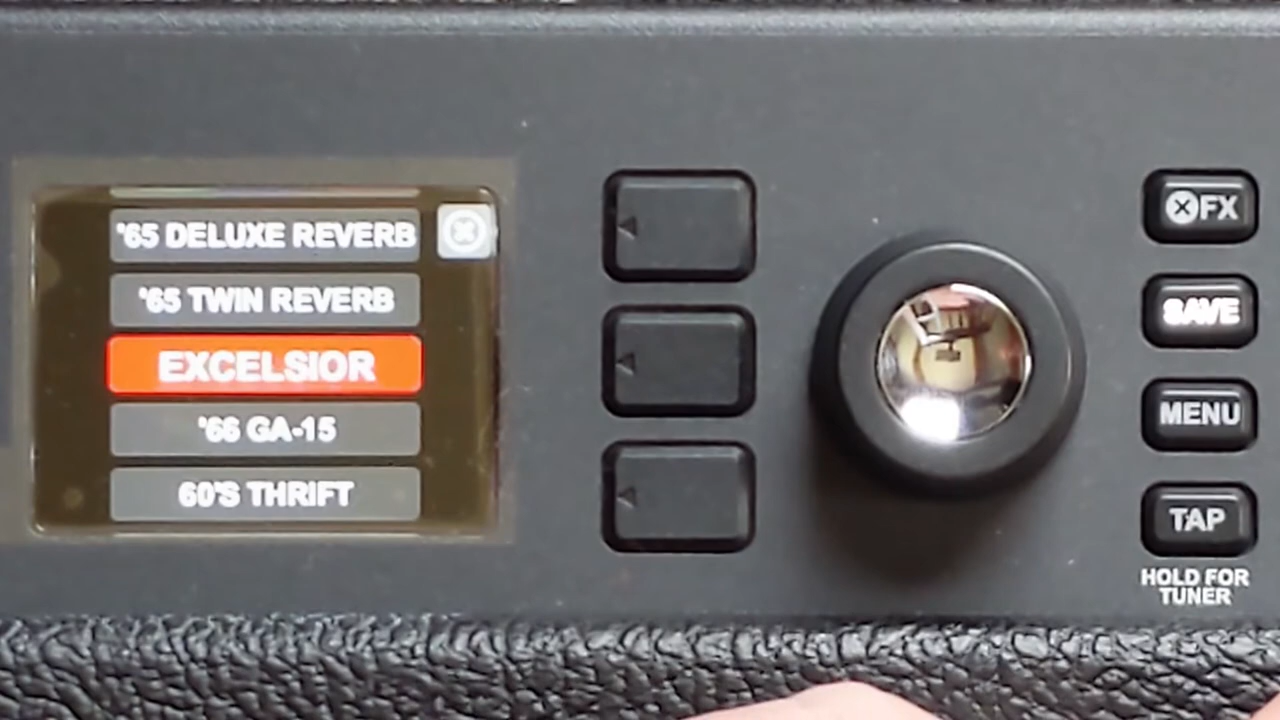 '65 DELUXE REVERB
'65 TWIN REVERB
EXCELSIOR
'66 GA-15
60'S THRIFT
FX
SAVE
MENU
TAP
HOLD FOR
TUNER